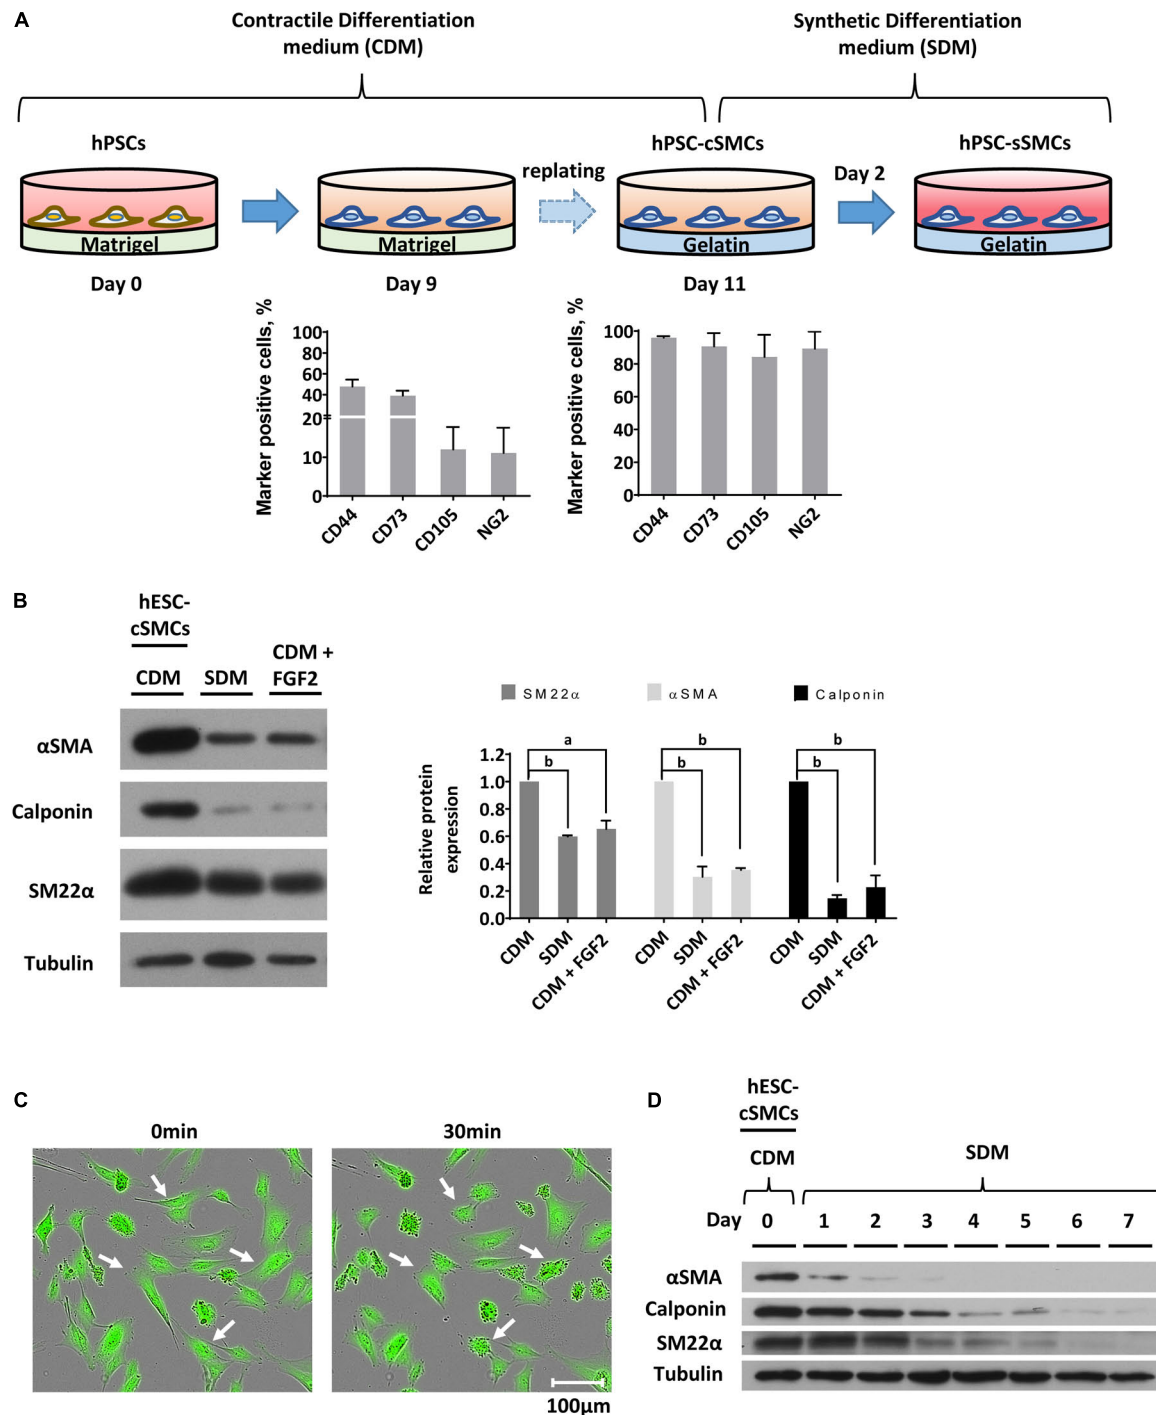 A
Contractile Differentiation
medium (CDM)
Synthetic Differentiation
medium (SDM)
hPSCs
replating
hPSC-cSMCs
Day 2
hPSC-sSMCs
Matrigel
Matrigel
Gelatin
Gelatin
Day 0
Day 9
Day 11
Marker positive cells, %
100
80
60
40
20
10
0
CD44
CD73
CD105
NG2
Marker positive cells, %
100
80
60
40
20
0
CD44
CD73
CD105
NG2
B
hESC-
cSMCs
CDM
SDM
CDM +
FGF2
αSMA
Calponin
SM22α
Tubulin
SM22α
αSMA
Calponin
Relative protein
expression
1.2
1.0
0.8
0.6
0.4
0.2
0.0
a
b
b
b
b
b
CDM
SDM
CDM + FGF2
CDM
SDM
CDM + FGF2
CDM
SDM
CDM + FGF2
C
0min
30min
100µm
D
hESC-
cSMCs
CDM
SDM
Day 0 1 2 3 4 5 6 7
αSMA
Calponin
SM22α
Tubulin